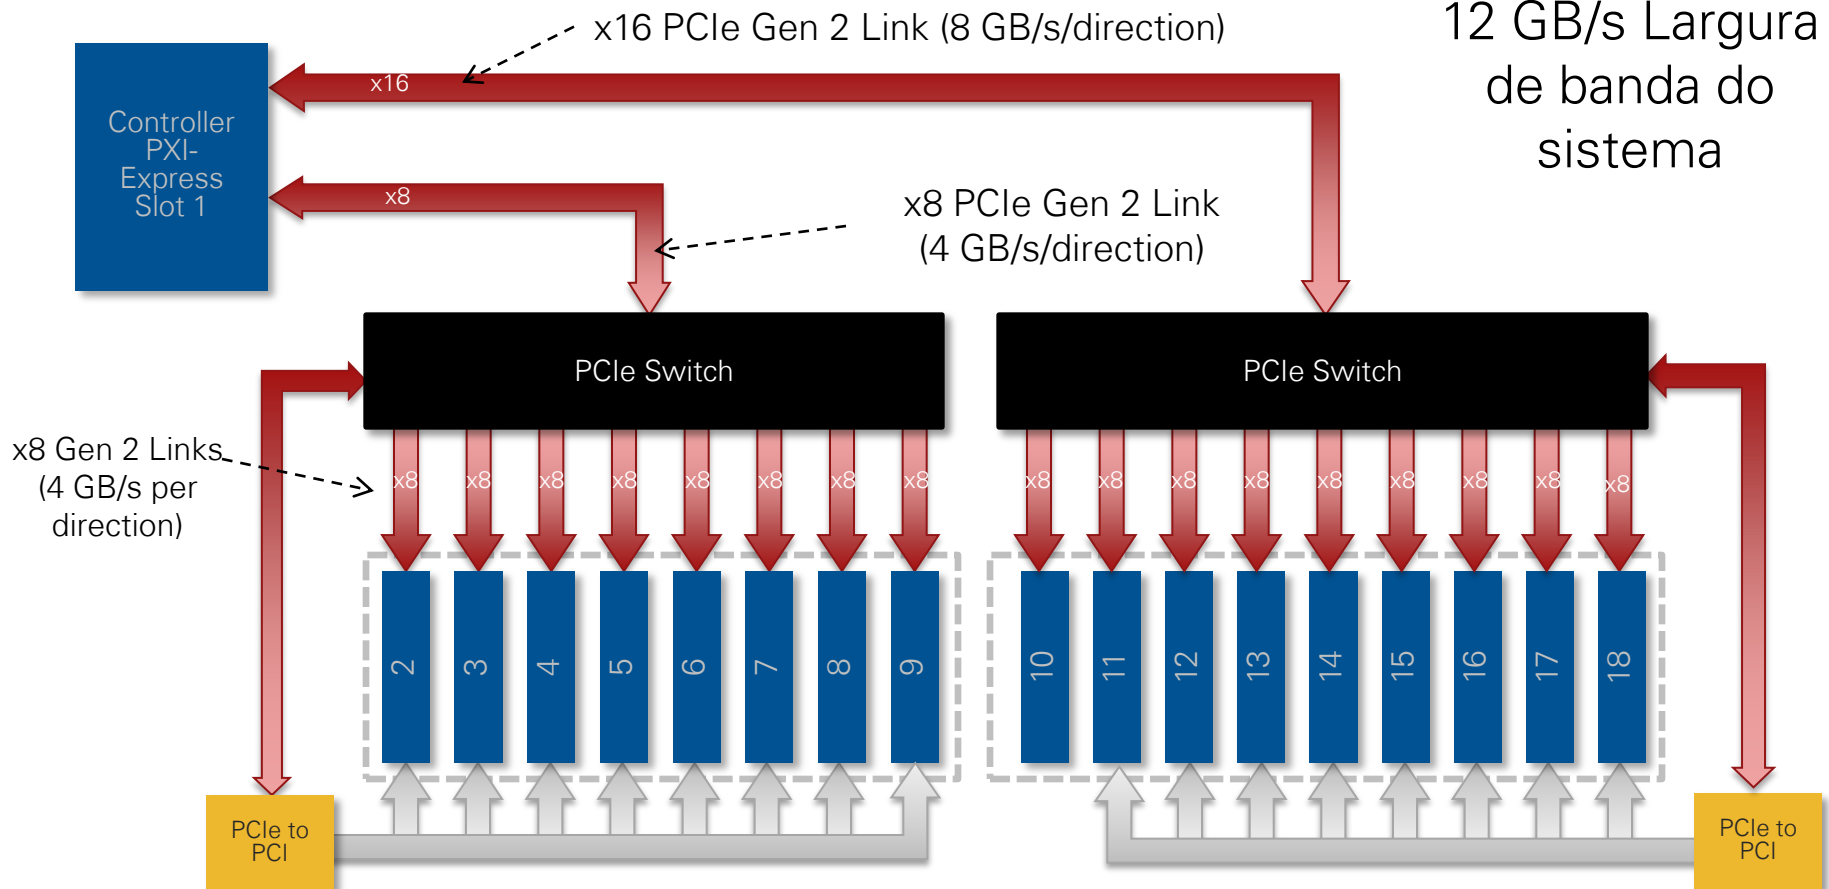 x16 PCIe Gen 2 Link (8 GB/s/direction)
12 GB/s Largura
de banda do
sistema
x16
Controller
PXI-
Express
Slot 1
x8
x8 PCIe Gen 2 Link
(4 GB/s/direction)
PCIe Switch
PCIe Switch
x8 Gen 2 Links
(4 GB/s per
direction)
x8 x8 x8 x8 x8 x8 x8 x8
x8 x8 x8 x8 x8 x8 x8 x8 x8
2 3 4 5 6 7 8 9
10 11 12 13 14 15 16 17 18
PCIe to
PCI
PCIe to
PCI